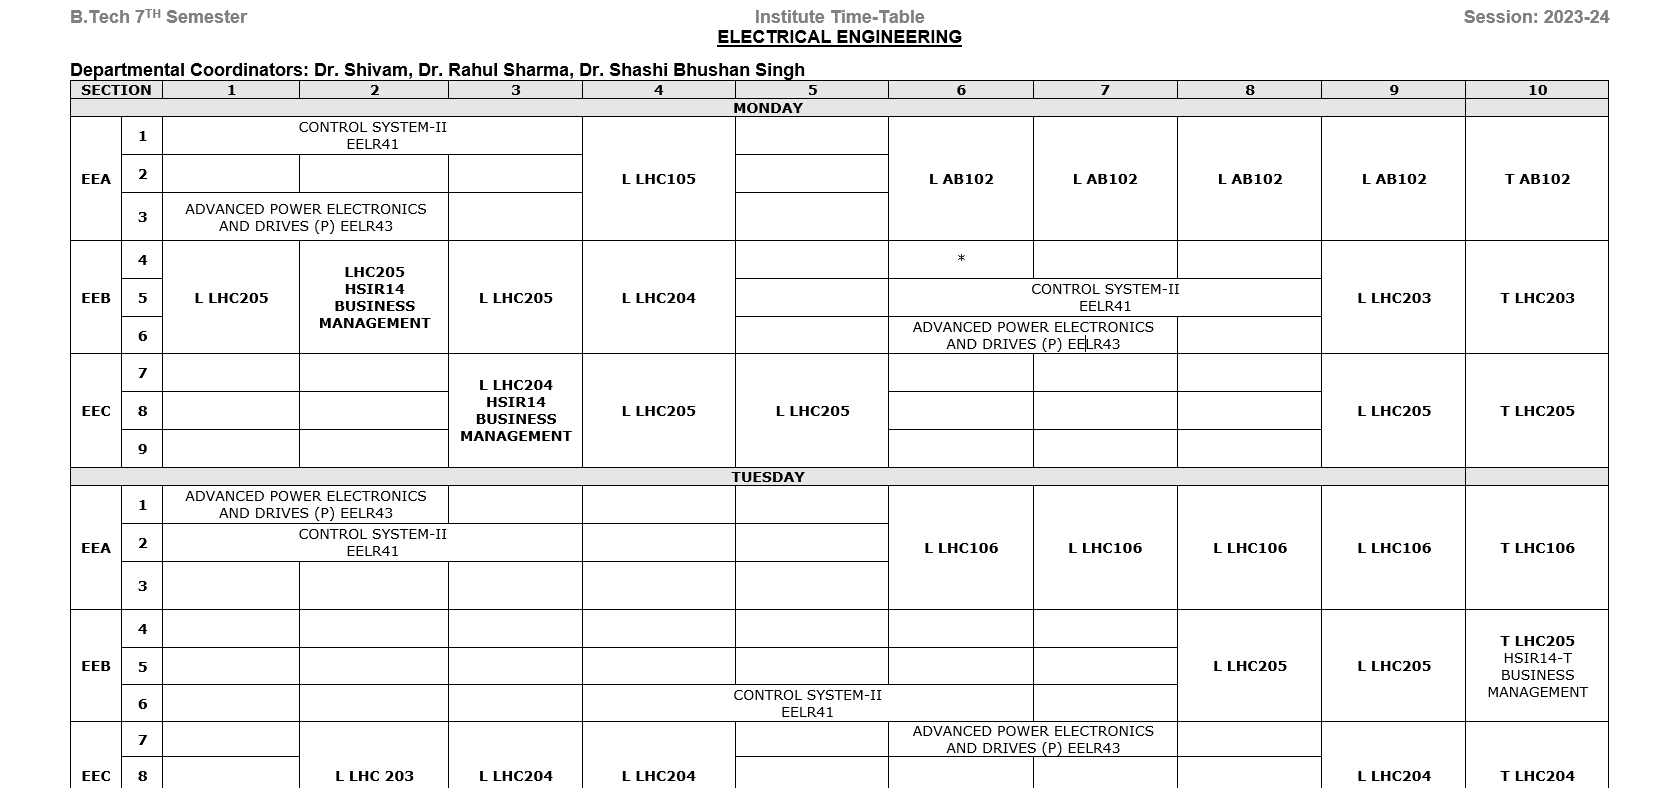 B.Tech 7TH Semester Institute Time-Table Session: 2023-24
ELECTRICAL ENGINEERING
Departmental Coordinators: Dr. Shivam, Dr. Rahul Sharma, Dr. Shashi Bhushan Singh
SECTION 1 2 3 4 5 6 7 8 9 10
MONDAY
EEA
1
CONTROL SYSTEM-II
EELR41
2
3
ADVANCED POWER ELECTRONICS
AND DRIVES (P) EELR43
L LHC105
L AB102
L AB102
L AB102
L AB102
T AB102
EEB
4
5
6
L LHC205
LHC205
HSIR14
BUSINESS
MANAGEMENT
L LHC205
L LHC204
*
CONTROL SYSTEM-II
EELR41
ADVANCED POWER ELECTRONICS
AND DRIVES (P) EELR43
L LHC203
T LHC203
EEC
7
8
9
L LHC204
HSIR14
BUSINESS
MANAGEMENT
L LHC205
L LHC205
L LHC205
T LHC205
TUESDAY
EEA
1
ADVANCED POWER ELECTRONICS
AND DRIVES (P) EELR43
2
CONTROL SYSTEM-II
EELR41
3
L LHC106
L LHC106
L LHC106
L LHC106
T LHC106
EEB
4
5
6
CONTROL SYSTEM-II
EELR41
L LHC205
L LHC205
T LHC205
HSIR14-T
BUSINESS
MANAGEMENT
EEC
7
8
L LHC 203
L LHC204
L LHC204
ADVANCED POWER ELECTRONICS
AND DRIVES (P) EELR43
L LHC204
T LHC204